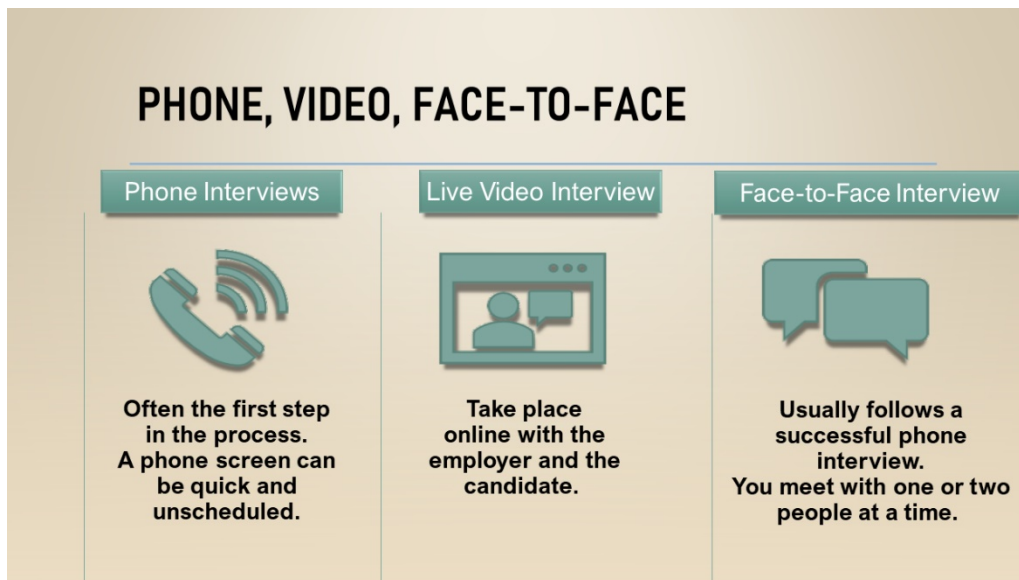 PHONE, VIDEO, FACE-TO-FACE
Phone Interviews
Often the first step
in the process.
A phone screen can
be quick and
unscheduled.
Live Video Interview
Take place
online with the
employer and the
candidate.
Face-to-Face Interview
Usually follows a
successful phone
interview.
You meet with one or two
people at a time.